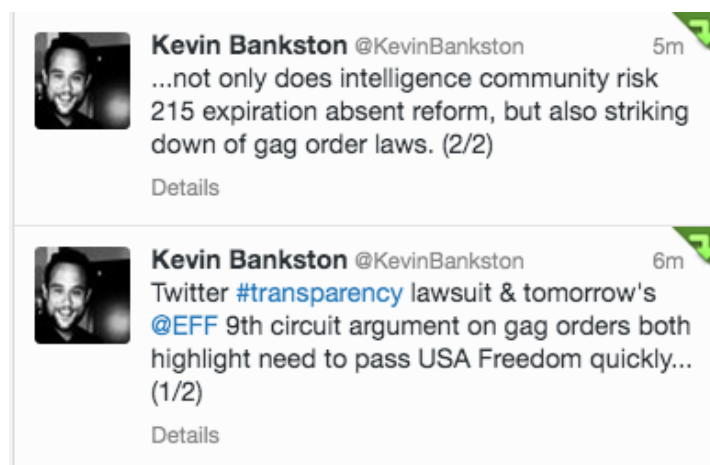 Kevin Bankston @KevinBankston 5m
...not only does intelligence community risk
215 expiration absent reform, but also striking
down of gag order laws. (2/2)
Details
Kevin Bankston @KevinBankston 6m
Twitter #transparency lawsuit & tomorrow's
@EFF 9th circuit argument on gag orders both
highlight need to pass USA Freedom quickly...
(1/2)
Details